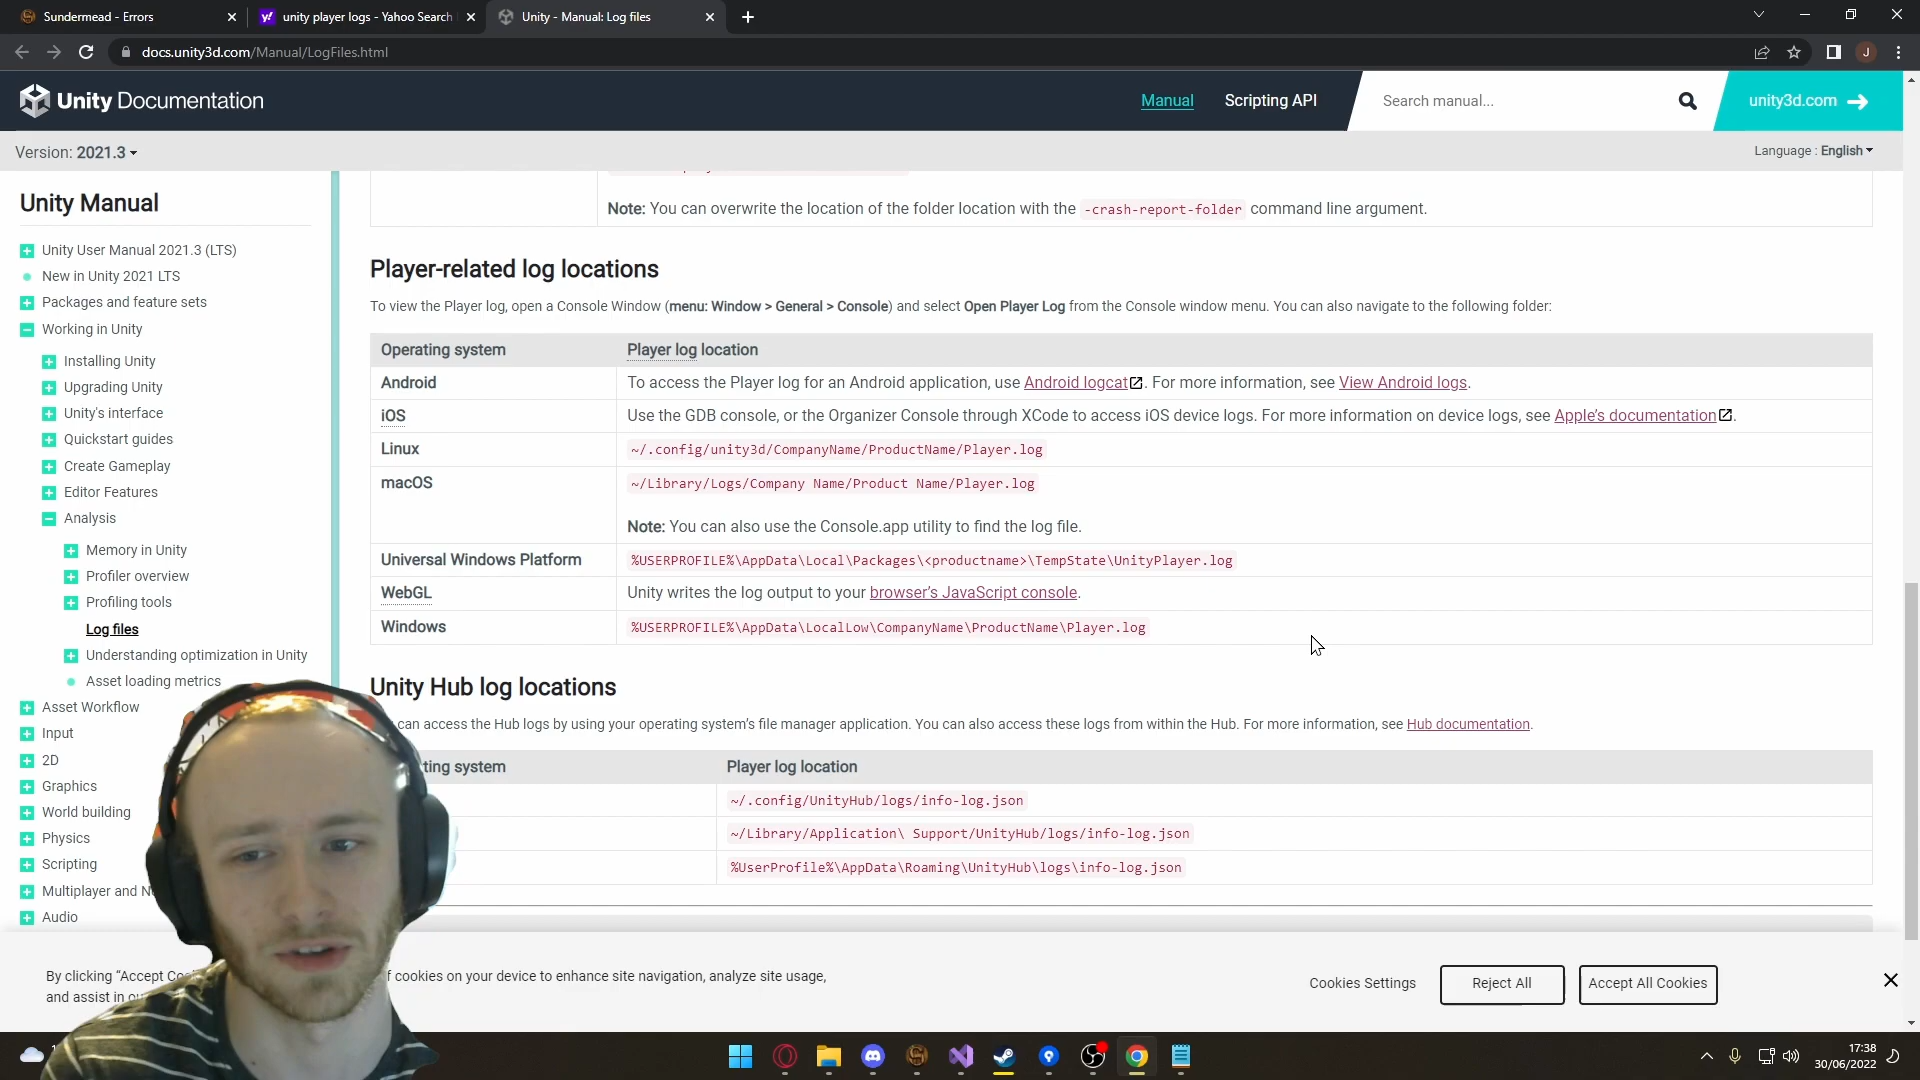 Sundermead - Errors
unity player logs - Yahoo Search
Unity - Manual: Log files
docs.unity3d.com/Manual/LogFiles.html
J
Unity Documentation
Manual
Scripting API
Search manual...
unity3d.com
Version: 2021.3
Language : English
Unity Manual
Unity User Manual 2021.3 (LTS)
New in Unity 2021 LTS
Packages and feature sets
Working in Unity
Installing Unity
Upgrading Unity
Unity's interface
Quickstart guides
Create Gameplay
Editor Features
Analysis
Memory in Unity
Profiler overview
Profiling tools
Log files
Understanding optimization in Unity
Asset loading metrics
Asset Workflow
Input
2D
Graphics
World building
Physics
Scripting
Multiplayer and
Audio
Note: You can overwrite the location of the folder location with the -crash-report-folder command line argument.
Player-related log locations
To view the Player log, open a Console Window (menu: Window > General > Console) and select Open Player Log from the Console window menu. You can also navigate to the following folder:
Operating system Player log location
Android To access the Player log for an Android application, use Android logcat. For more information, see View Android logs.
iOS Use the GDB console, or the Organizer Console through XCode to access iOS device logs. For more information on device logs, see Apple's documentation.
Linux ~/.config/unity3d/CompanyName/ProductName/Player.log
macOS ~/Library/Logs/Company Name/Product Name/Player.log
Note: You can also use the Console.app utility to find the log file.
Universal Windows Platform %USERPROFILE%\AppData\Local\Packages\<productname>\TempState\UnityPlayer.log
WebGL Unity writes the log output to your browser's JavaScript console.
Windows %USERPROFILE%\AppData\LocalLow\CompanyName\ProductName\Player.log
Unity Hub log locations
can access the Hub logs by using your operating system's file manager application. You can also access these logs from within the Hub. For more information, see Hub documentation.
ting system Player log location
~/.config/UnityHub/logs/info-log.json
~/Library/Application\ Support/UnityHub/logs/info-log.json
%UserProfile%\AppData\Roaming\UnityHub\logs\info-log.json
By clicking “Accept f cookies on your device to enhance site navigation, analyze site usage,
and assist in
Cookies Settings
Reject All
Accept All Cookies
17:38
30/06/2022